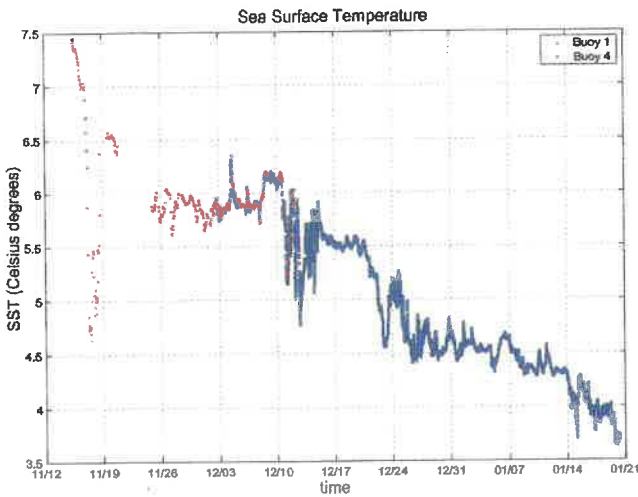 Sea Surface Temperature
Buoy 1
Buoy 4
7.5
7
6.5
6
5.5
5
4.5
4
3.5
SST (Celsius degrees)
11/12 11/19 11/26 12/03 12/10 12/17 12/24 12/31 01/07 01/14 01/21
time